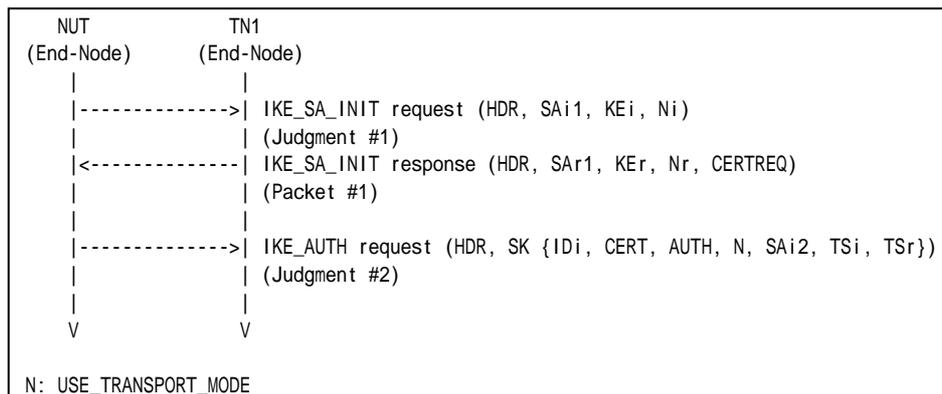 NUT                TN1
(End-Node)        (End-Node)
|                  |
|-------------->| IKE_SA_INIT request (HDR, SAi1, KEi, Ni)
|                  | (Judgment #1)
|<--------------| IKE_SA_INIT response (HDR, SAr1, KEr, Nr, CERTREQ)
|                  | (Packet #1)
|                  |
|-------------->| IKE_AUTH request (HDR, SK {IDi, CERT, AUTH, N, SAi2, TSi, TSr})
|                  | (Judgment #2)
|                  |
V                  V
N: USE_TRANSPORT_MODE